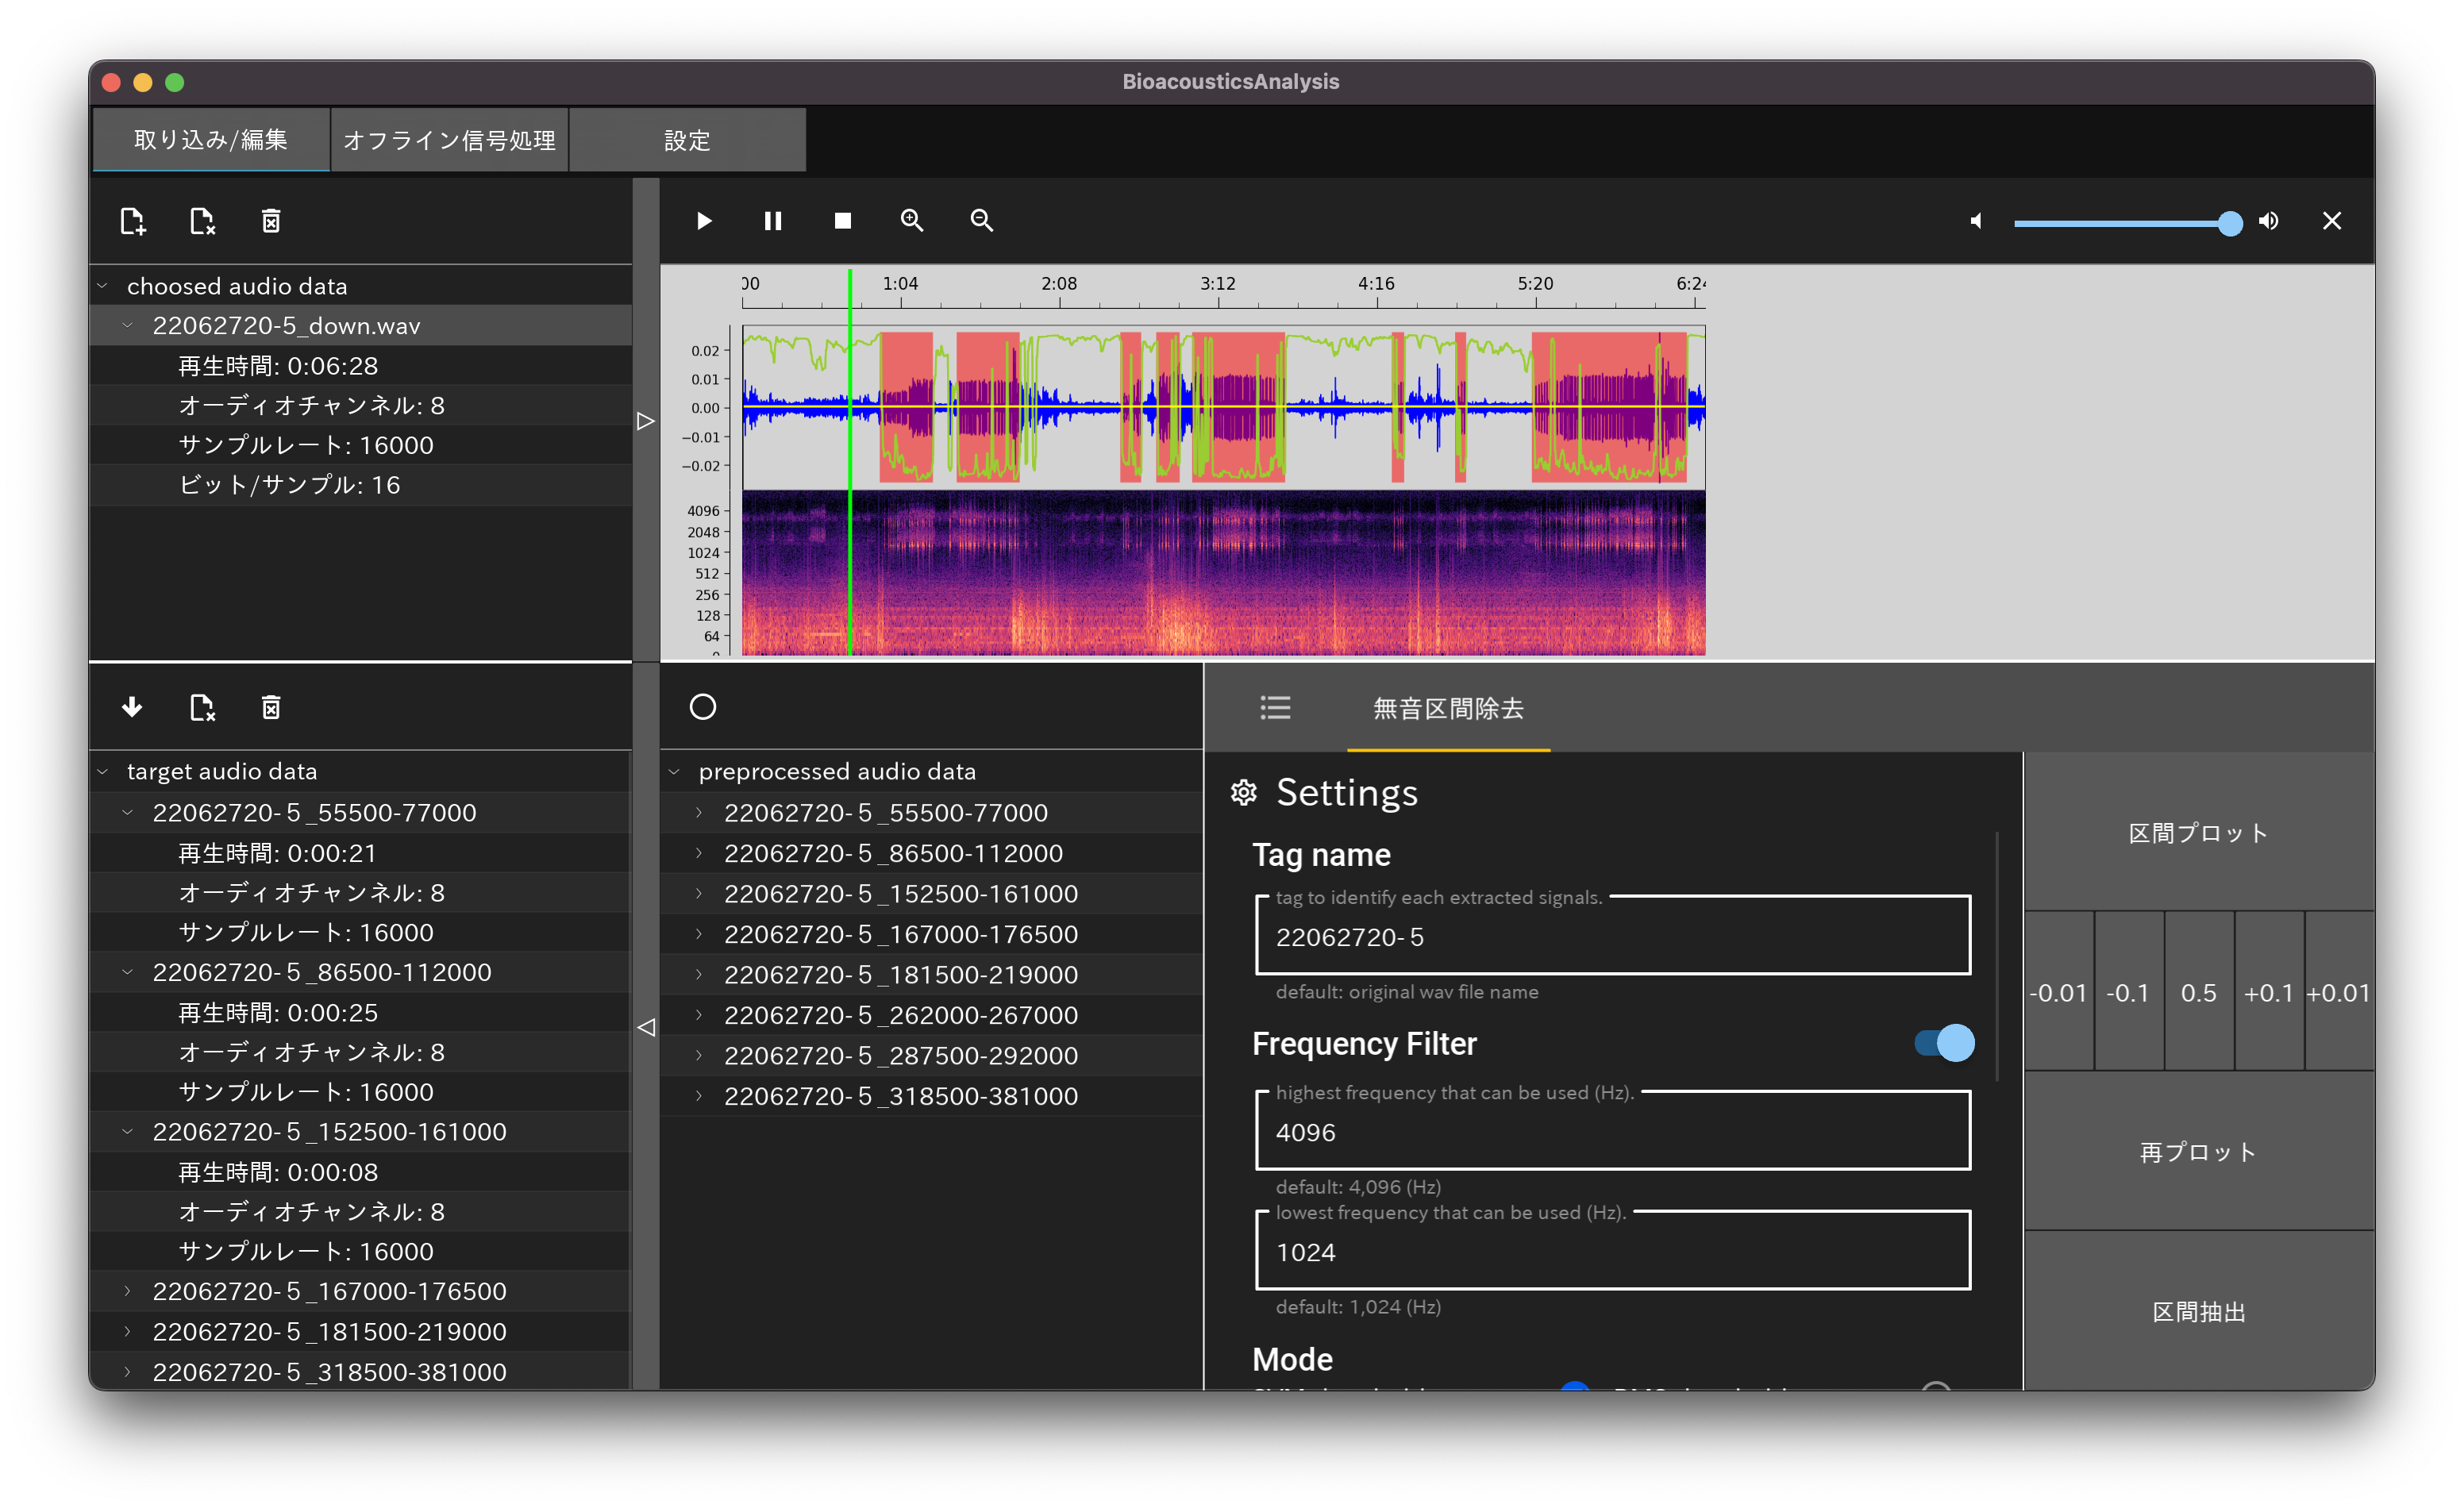 BioacousticsAnalysis
取り込み/編集
オフライン信号処理
設定
choosed audio data
22062720-5_down.wav
再生時間: 0:06:28
オーディオチャンネル: 8
サンプルレート: 16000
ビット/サンプル: 16
1:04
2:08
3:12
4:16
5:20
0.02
0.01
0.00
−0.01
−0.02
4096
2048
1024
512
256
128
64
target audio data
22062720-５_55500-77000
再生時間: 0:00:21
オーディオチャンネル: 8
サンプルレート: 16000
22062720-５_86500-112000
再生時間: 0:00:25
オーディオチャンネル: 8
サンプルレート: 16000
22062720-５_152500-161000
再生時間: 0:00:08
オーディオチャンネル: 8
サンプルレート: 16000
22062720-５_167000-176500
22062720-５_181500-219000
22062720-５_318500-381000
preprocessed audio data
22062720-５_55500-77000
22062720-５_86500-112000
22062720-５_152500-161000
22062720-５_167000-176500
22062720-５_181500-219000
22062720-５_262000-267000
22062720-５_287500-292000
22062720-５_318500-381000
無音区間除去
Settings
Tag name
tag to identify each extracted signals.
22062720-５
default: original wav file name
Frequency Filter
highest frequency that can be used (Hz).
4096
default: 4,096 (Hz)
lowest frequency that can be used (Hz).
1024
default: 1,024 (Hz)
Mode
区間プロット
-0.01 -0.1 0.5 +0.1 +0.01
再プロット
区間抽出